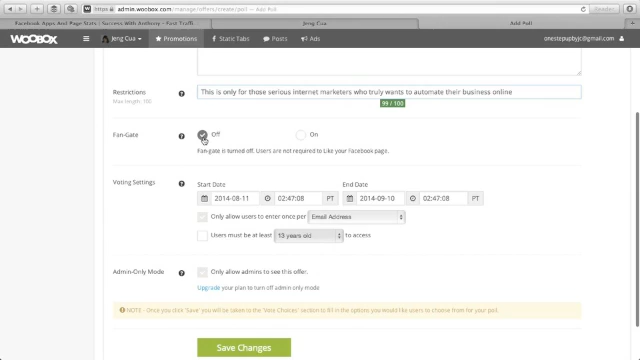 admin.woobox.com/manage/offers/create/poll — Add Poll
Reader
Facebook Apps And Page Stats - Success With Anthony – Fast Traffi...
Jeng Cua
Add Poll
WOOBOX
Jeng Cua
Promotions
Static Tabs
Posts
Ads
onestepupbyjc@gmail.com
Restrictions
Max length, 100
This is only for those serious internet marketers who truly wants to automate their business online
99 / 100
Fan-Gate
Off
On
Fan-gate is turned off. Users are not required to Like your Facebook page.
Voting Settings
Start Date
End Date
2014-08-11
02:47:08
PT
2014-09-10
02:47:08
PT
Only allow users to enter once per
Email Address
Users must be at least
13 years old
to access
Admin-Only Mode
Only allow admins to see this offer.
Upgrade your plan to turn off admin only mode
NOTE - Once you click 'Save' you will be taken to the 'Vote Choices' section to fill in the options you would like users to choose from for your poll.
Save Changes